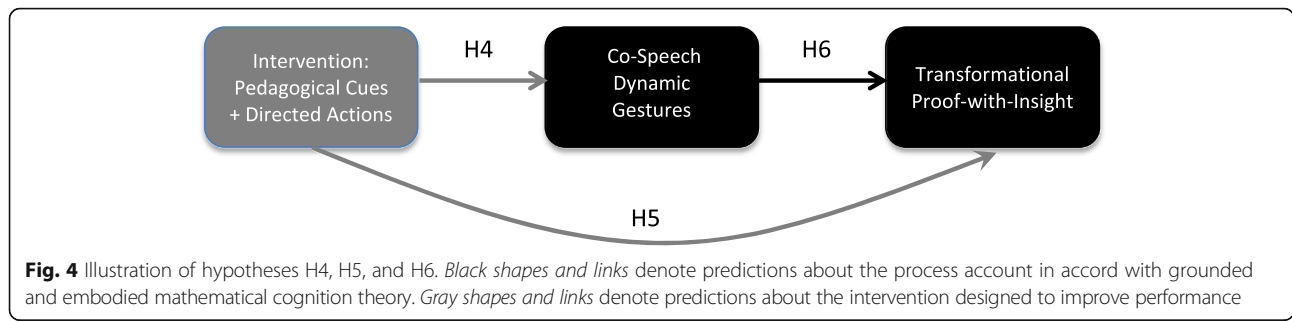 H4
H6
Intervention:
Pedagogical Cues
+ Directed Actions
Co-Speech
Dynamic
Gestures
Transformational
Proof-with-Insight
H5
Fig. 4 Illustration of hypotheses H4, H5, and H6. Black shapes and links denote predictions about the process account in accord with grounded
and embodied mathematical cognition theory. Gray shapes and links denote predictions about the intervention designed to improve performance